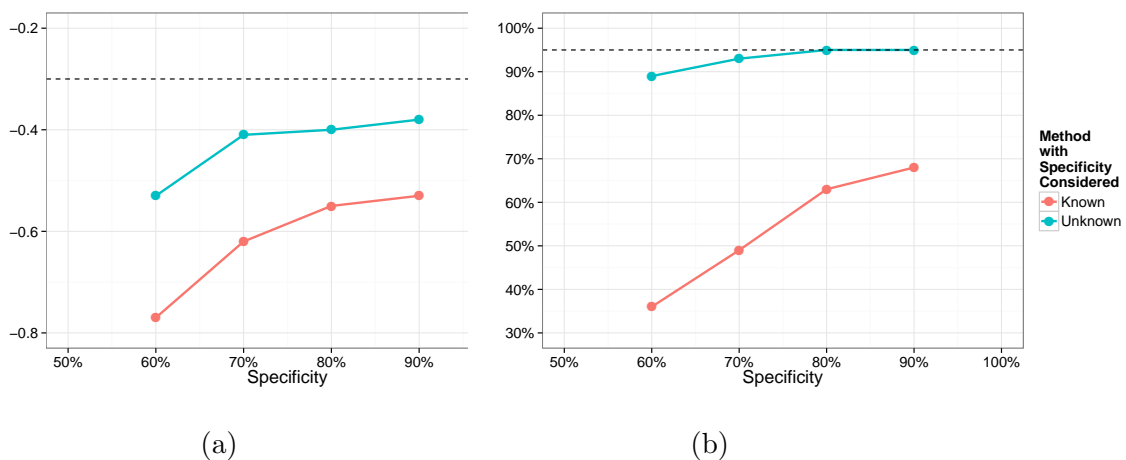 −0.2
−0.4
−0.6
−0.8
50%
60%
70%
80%
90%
Specificity
(a)
100%
90%
80%
70%
60%
50%
40%
30%
50%
60%
70%
80%
90%
100%
Specificity
(b)
Method
with
Specificity
Considered
Known
Unknown